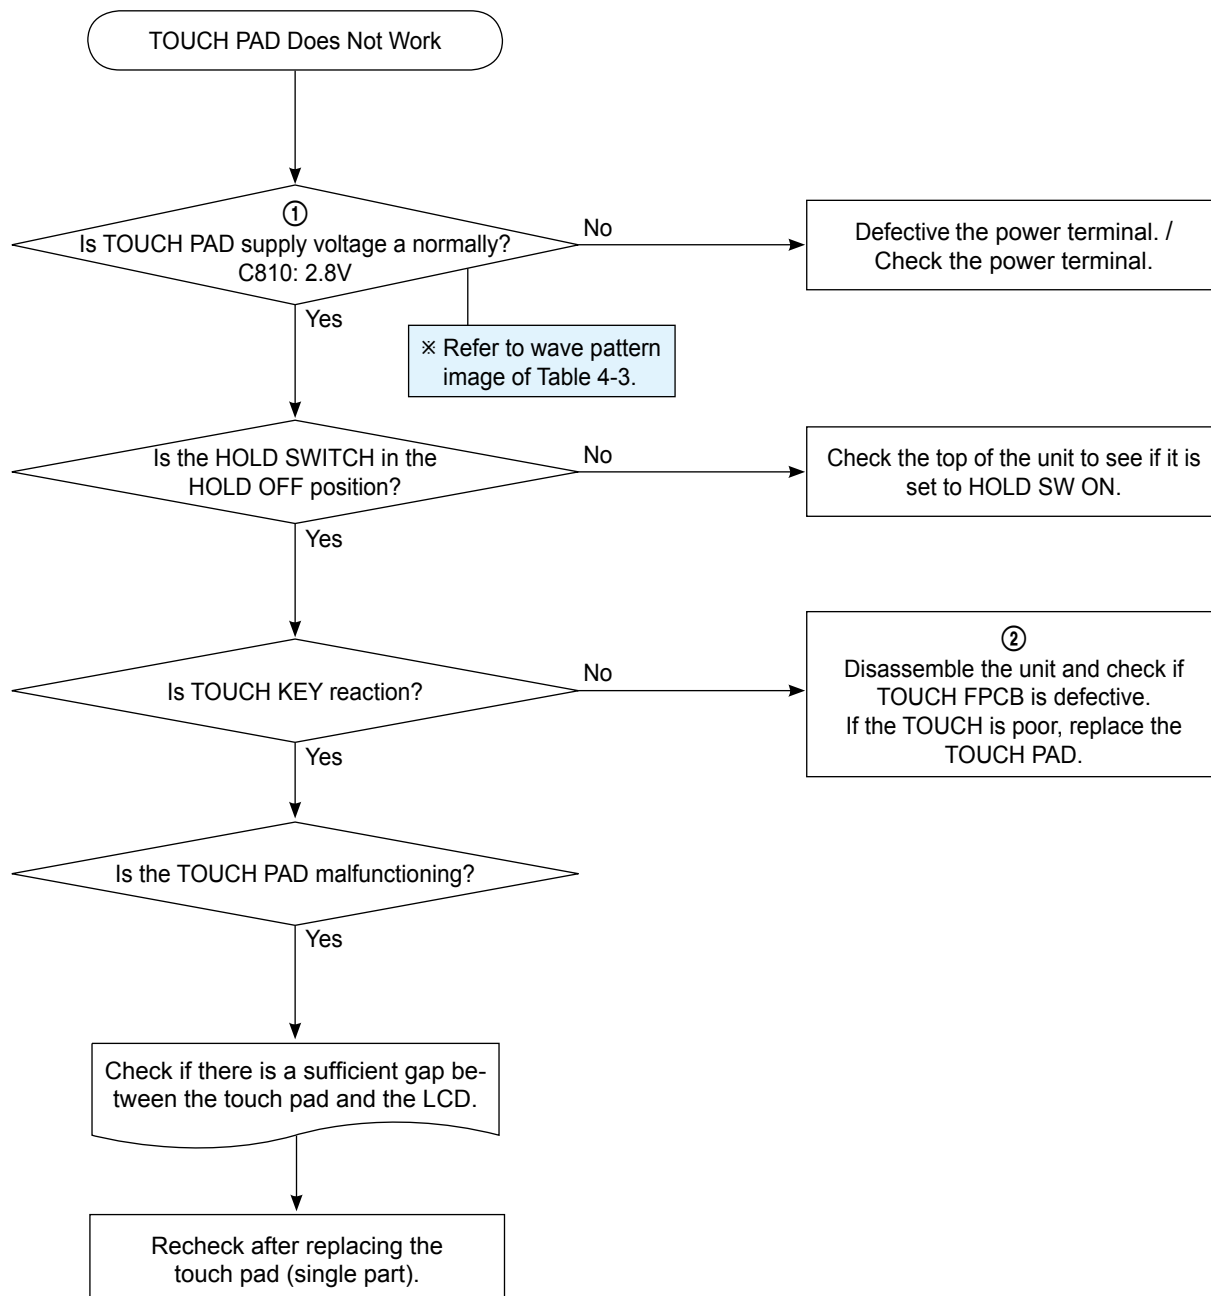 TOUCH PAD Does Not Work
①
Is TOUCH PAD supply voltage a normally?
C810: 2.8V
No
Defective the power terminal. /
Check the power terminal.
Yes
※ Refer to wave pattern
image of Table 4-3.
Is the HOLD SWITCH in the
HOLD OFF position?
No
Check the top of the unit to see if it is
set to HOLD SW ON.
Yes
Is TOUCH KEY reaction?
No
②
Disassemble the unit and check if
TOUCH FPCB is defective.
If the TOUCH is poor, replace the
TOUCH PAD.
Yes
Is the TOUCH PAD malfunctioning?
Yes
Check if there is a sufficient gap be-
tween the touch pad and the LCD.
Recheck after replacing the
touch pad (single part).